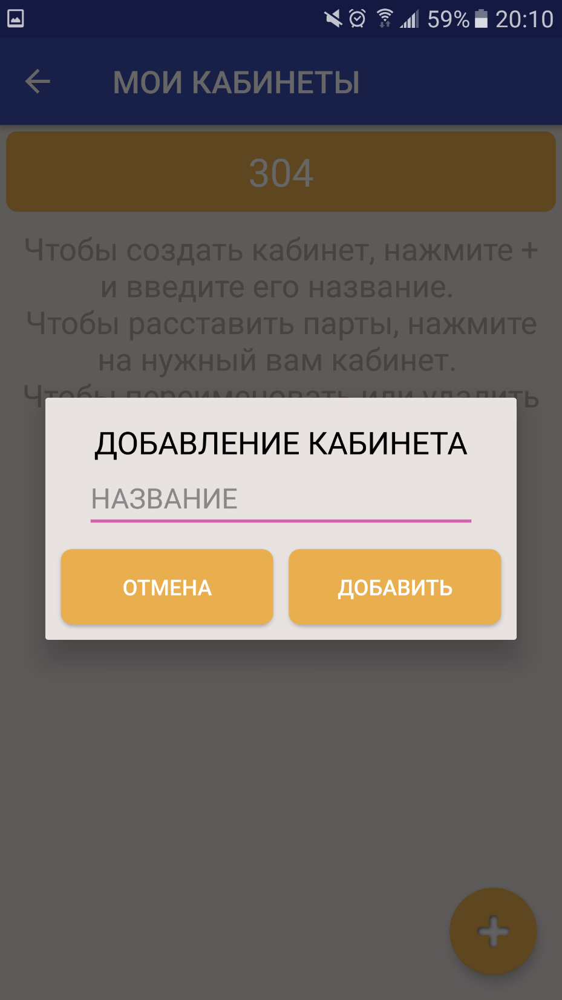 59% 20:10
МОИ КАБИНЕТЫ
304
Чтобы создать кабинет, нажмите +
и введите его название.
Чтобы расставить парты, нажмите
на нужный вам кабинет.
Чтобы переименовать или удалить
ДОБАВЛЕНИЕ КАБИНЕТА
НАЗВАНИЕ
ОТМЕНА ДОБАВИТЬ